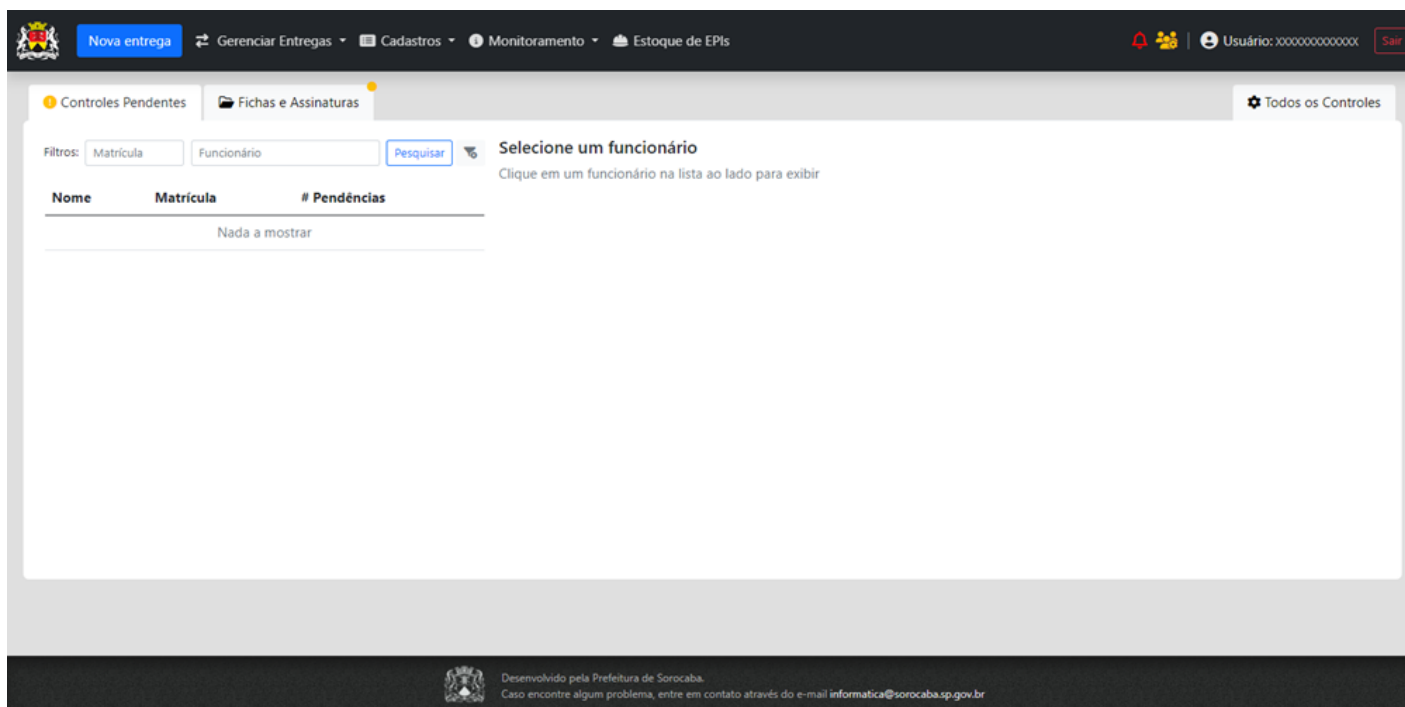 Nova entrega Gerenciar Entregas Cadastros Monitoramento Estoque de EPIs Usuário: xxxxxxxxxxxxx Sair
Controles Pendentes Fichas e Assinaturas Todos os Controles
Filtros: Matrícula Funcionário Pesquisar
Selecione um funcionário
Clique em um funcionário na lista ao lado para exibir
Nome Matrícula # Pendências
Nada a mostrar
Desenvolvido pela Prefeitura de Sorocaba.
Caso encontre algum problema, entre em contato através do e-mail informatica@sorocaba.sp.gov.br